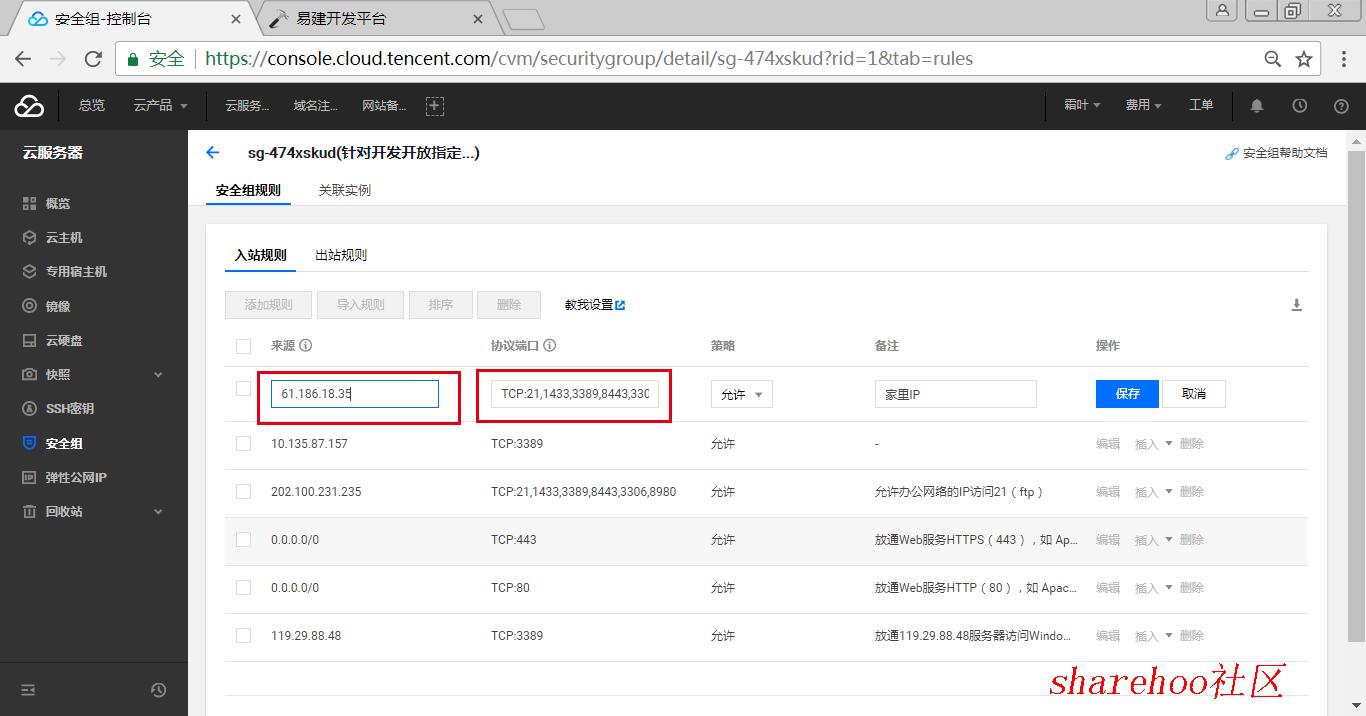 安全组-控制台
易建开发平台
安全 https://console.cloud.tencent.com/cvm/securitygroup/detail/sg-474xskud?rid=1&tab=rules
总览 云产品 云服务... 域名注... 网站备... 霜叶 费用 工单
云服务器
概览
云主机
专用宿主机
镜像
云硬盘
快照
SSH密钥
安全组
弹性公网IP
回收站
sg-474xskud(针对开发开放指定...) 安全组帮助文档
安全组规则 关联实例
入站规则 出站规则
添加规则 导入规则 排序 删除 教我设置
来源 协议端口 策略 备注 操作
61.186.18.35 TCP:21,1433,3389,8443,330 允许 家里IP 保存 取消
10.135.87.157 TCP:3389 允许 - 编辑 插入 删除
202.100.231.235 TCP:21,1433,3389,8443,3306,8980 允许 允许办公网络的IP访问21（ftp） 编辑 插入 删除
0.0.0.0/0 TCP:443 允许 放通Web服务HTTPS（443），如 Ap... 编辑 插入 删除
0.0.0.0/0 TCP:80 允许 放通Web服务HTTP（80），如 Apac... 编辑 插入 删除
119.29.88.48 TCP:3389 允许 放通119.29.88.48服务器访问Windo... 编辑 插入 删除
sharehoo社区